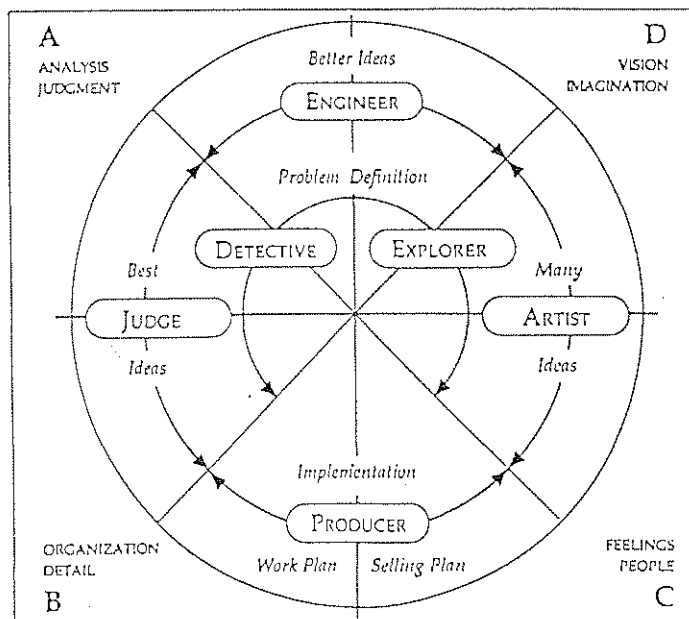 A
D
ANALYSIS
JUDGMENT
Better Ideas
VISION
IMAGINATION
ENGINEER
Problem Definition
DETECTIVE
EXPLORER
Best
Many
JUDGE
ARTIST
Ideas
Ideas
Implementation
PRODUCER
ORGANIZATION
DETAIL
Work Plan
Selling Plan
FEELINGS
PEOPLE
B
C